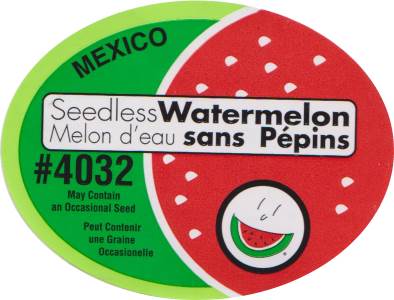 MEXICO
Seedless Watermelon
Melon d'eau sans Pépins
#4032
May Contain
an Occasional Seed
Peut Contenir
une Graine
Occasionelle